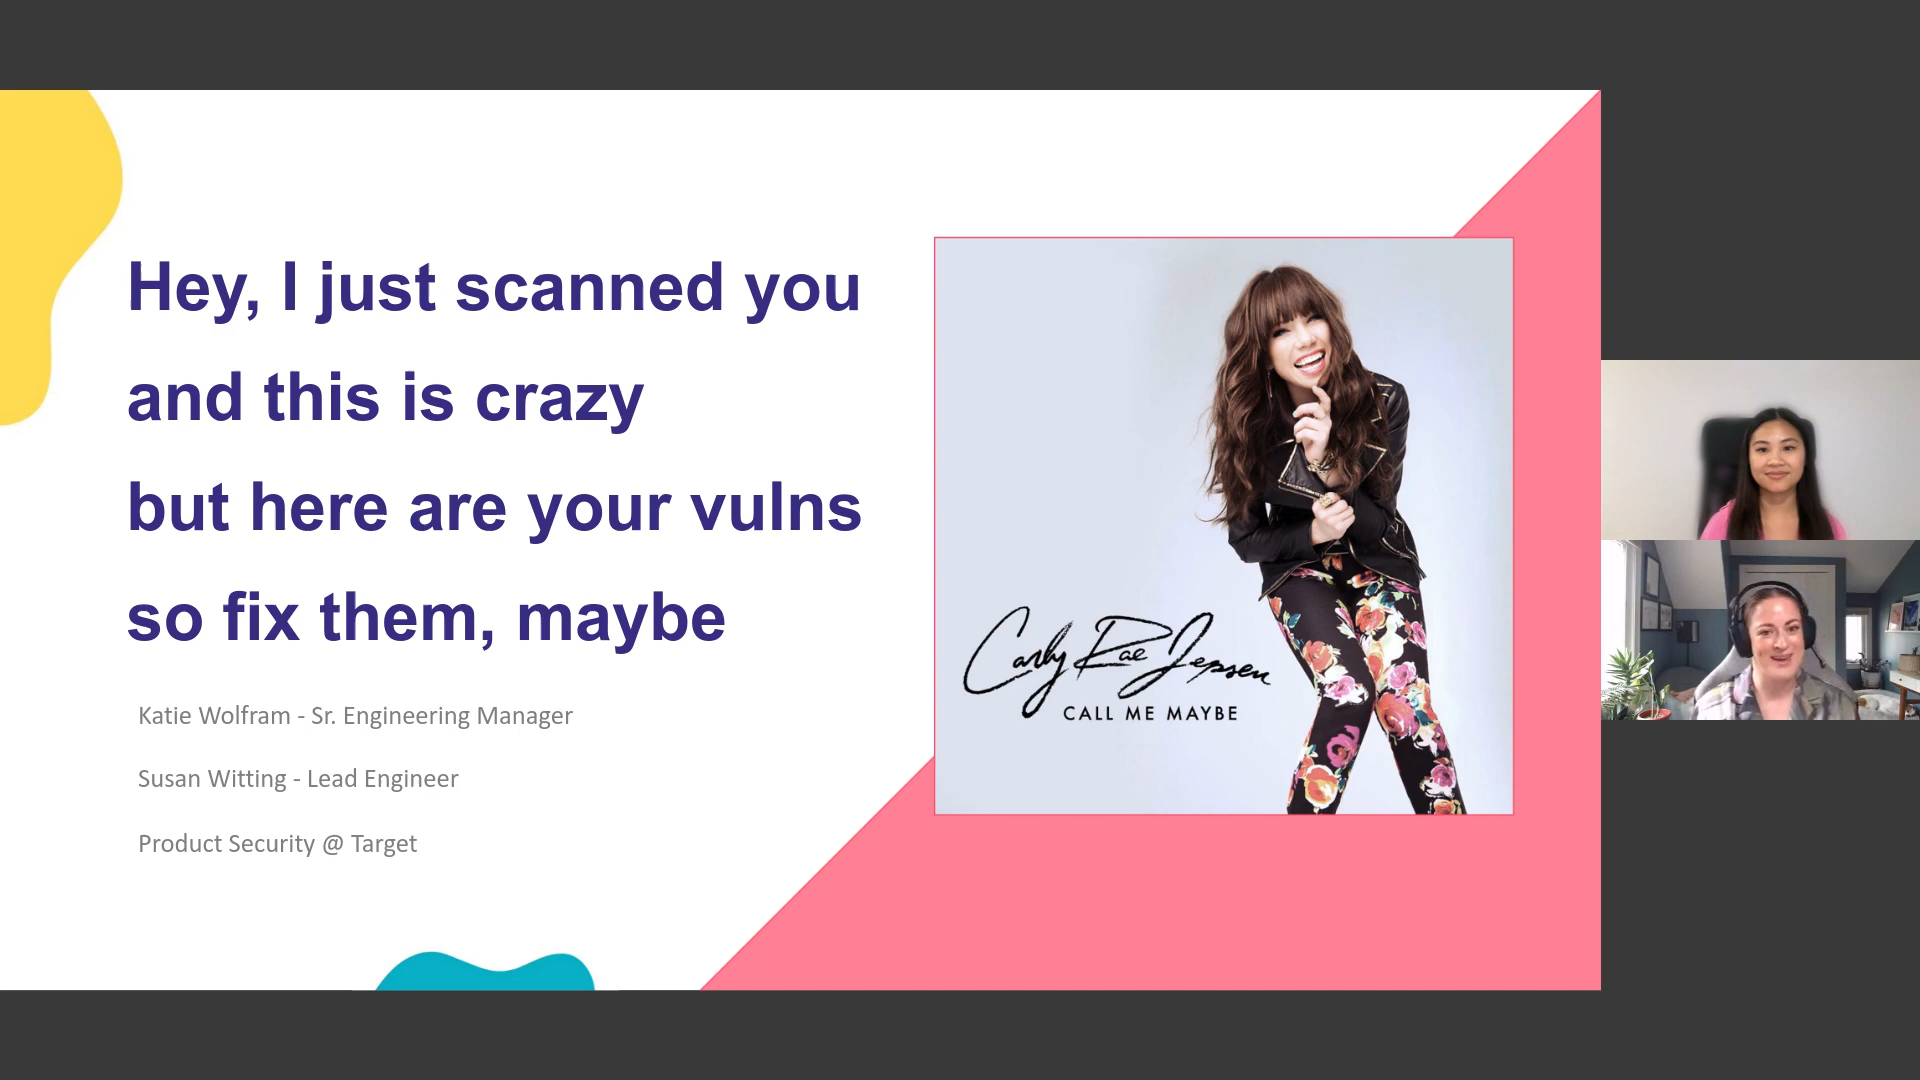 Hey, I just scanned you
and this is crazy
but here are your vulns
so fix them, maybe
Katie Wolfram - Sr. Engineering Manager
Susan Witting - Lead Engineer
Product Security @ Target
Carly Rae Jepsen
CALL ME MAYBE